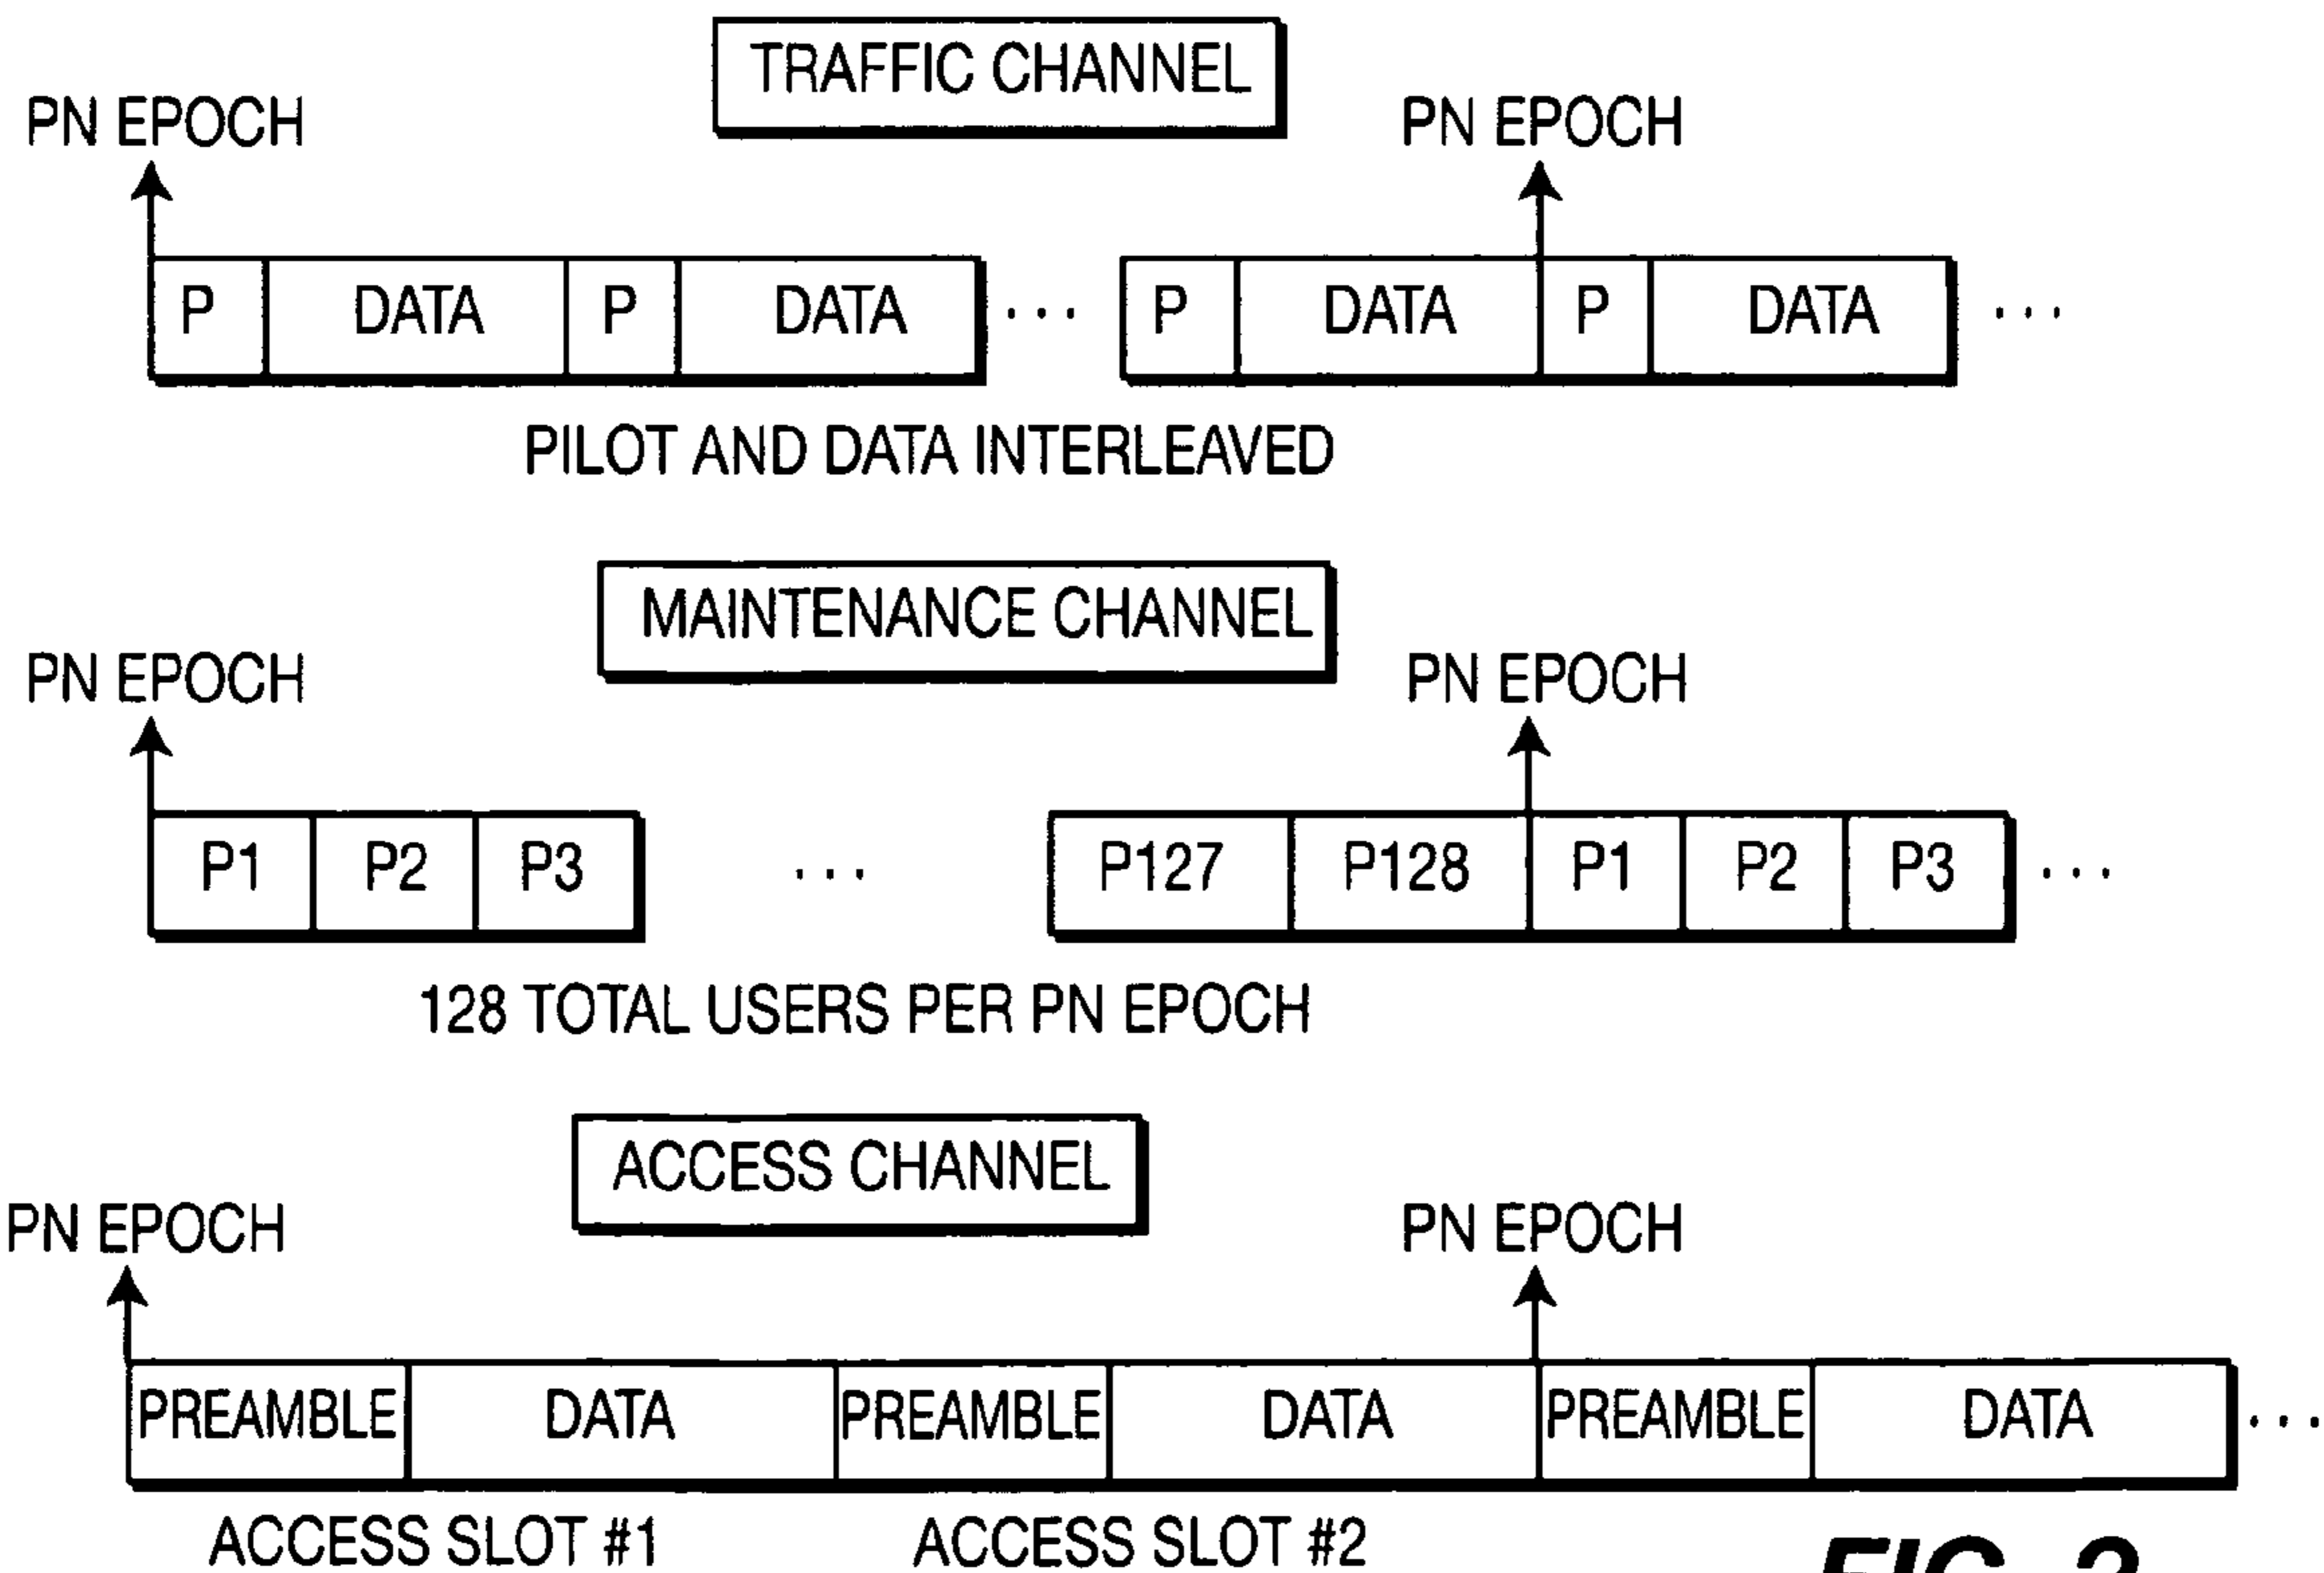 TRAFFIC CHANNEL
PN EPOCH PN EPOCH
P DATA P DATA ... P DATA P DATA ...
PILOT AND DATA INTERLEAVED
MAINTENANCE CHANNEL
PN EPOCH PN EPOCH
P1 P2 P3 ... P127 P128 P1 P2 P3 ...
128 TOTAL USERS PER PN EPOCH
ACCESS CHANNEL
PN EPOCH PN EPOCH
PREAMBLE DATA PREAMBLE DATA PREAMBLE DATA ...
ACCESS SLOT #1 ACCESS SLOT #2
FIG.